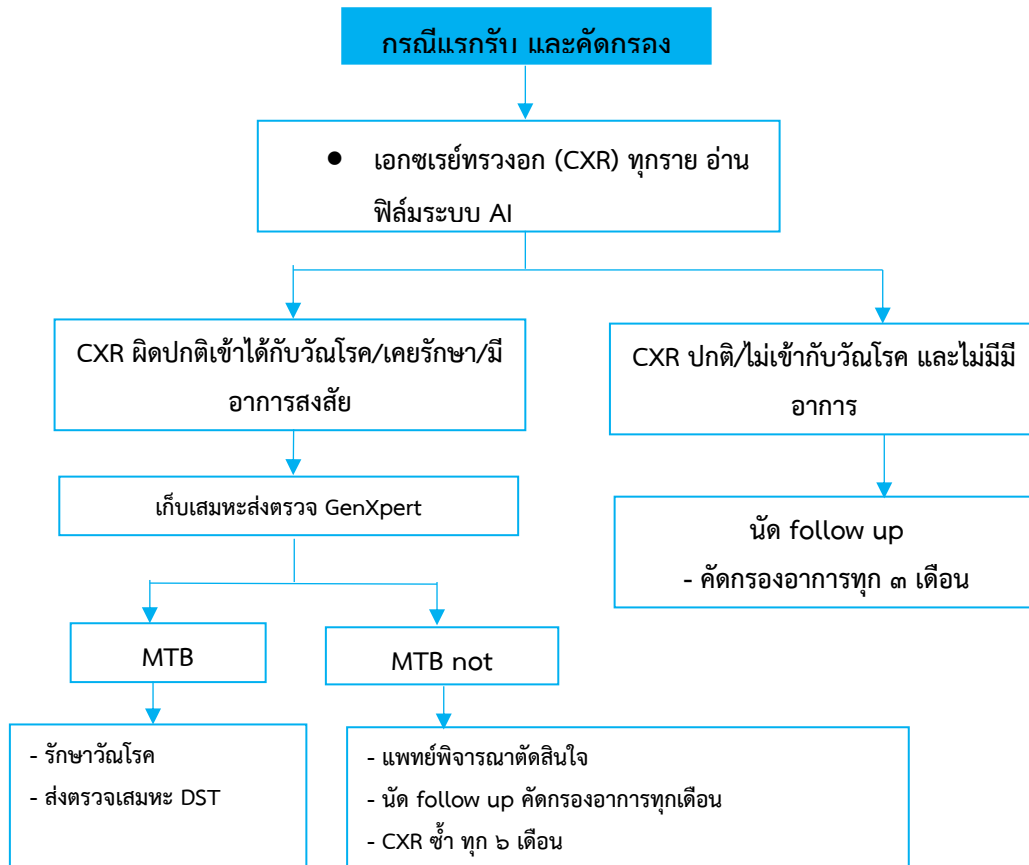 กรณีแรกรับ และคัดกรอง
● เอกซเรย์ทรวงอก (CXR) ทุกราย อ่าน
ฟิล์มระบบ AI
CXR ผิดปกติเข้าได้กับวัณโรค/เคยรักษา/มี
อาการสงสัย
CXR ปกติ/ไม่เข้ากับวัณโรค และไม่มีมี
อาการ
เก็บเสมหะส่งตรวจ GenXpert
นัด follow up
- คัดกรองอาการทุก ๓ เดือน
MTB
MTB not
- รักษาวัณโรค
- ส่งตรวจเสมหะ DST
- แพทย์พิจารณาตัดสินใจ
- นัด follow up คัดกรองอาการทุกเดือน
- CXR ซ้ำ ทุก ๖ เดือน